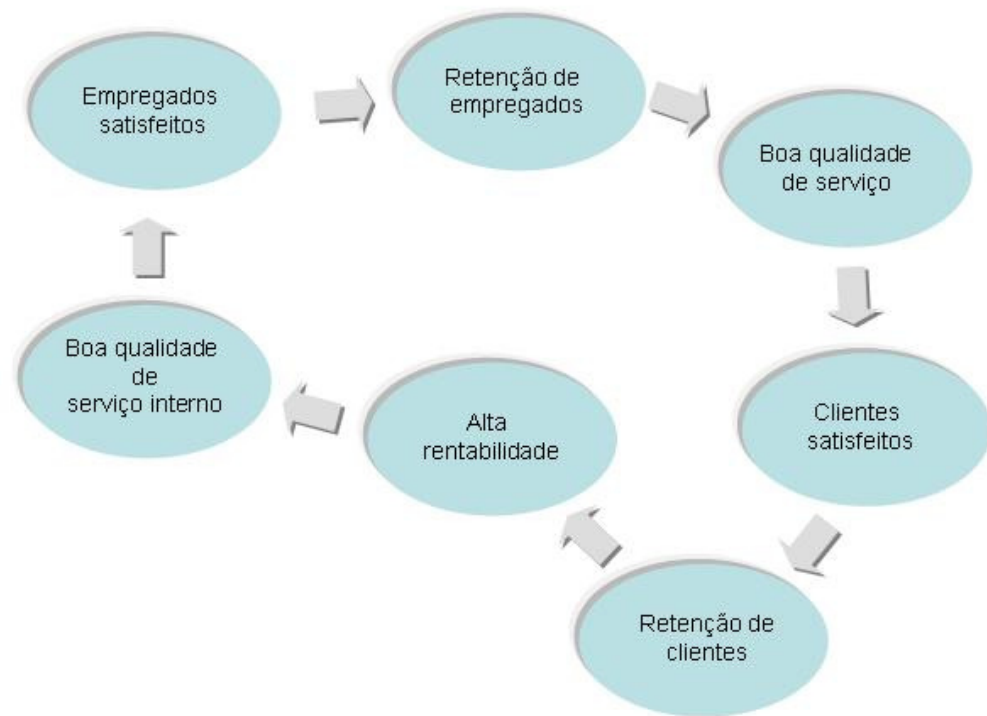 Empregados
satisfeitos
Retenção de
empregados
Boa qualidade
de serviço
Clientes
satisfeitos
Retenção de
clientes
Alta
rentabilidade
Boa qualidade
de
serviço interno